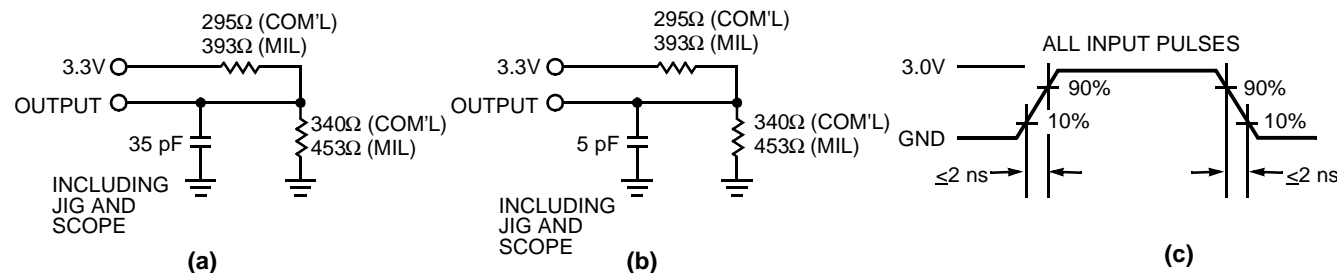 295Ω (COM'L)
393Ω (MIL)
3.3V
OUTPUT
35 pF
340Ω (COM'L)
453Ω (MIL)
INCLUDING
JIG AND
SCOPE
(a)
295Ω (COM'L)
393Ω (MIL)
3.3V
OUTPUT
5 pF
340Ω (COM'L)
453Ω (MIL)
INCLUDING
JIG AND
SCOPE
(b)
ALL INPUT PULSES
3.0V
90%
90%
10%
10%
GND
≤2 ns
≤2 ns
(c)